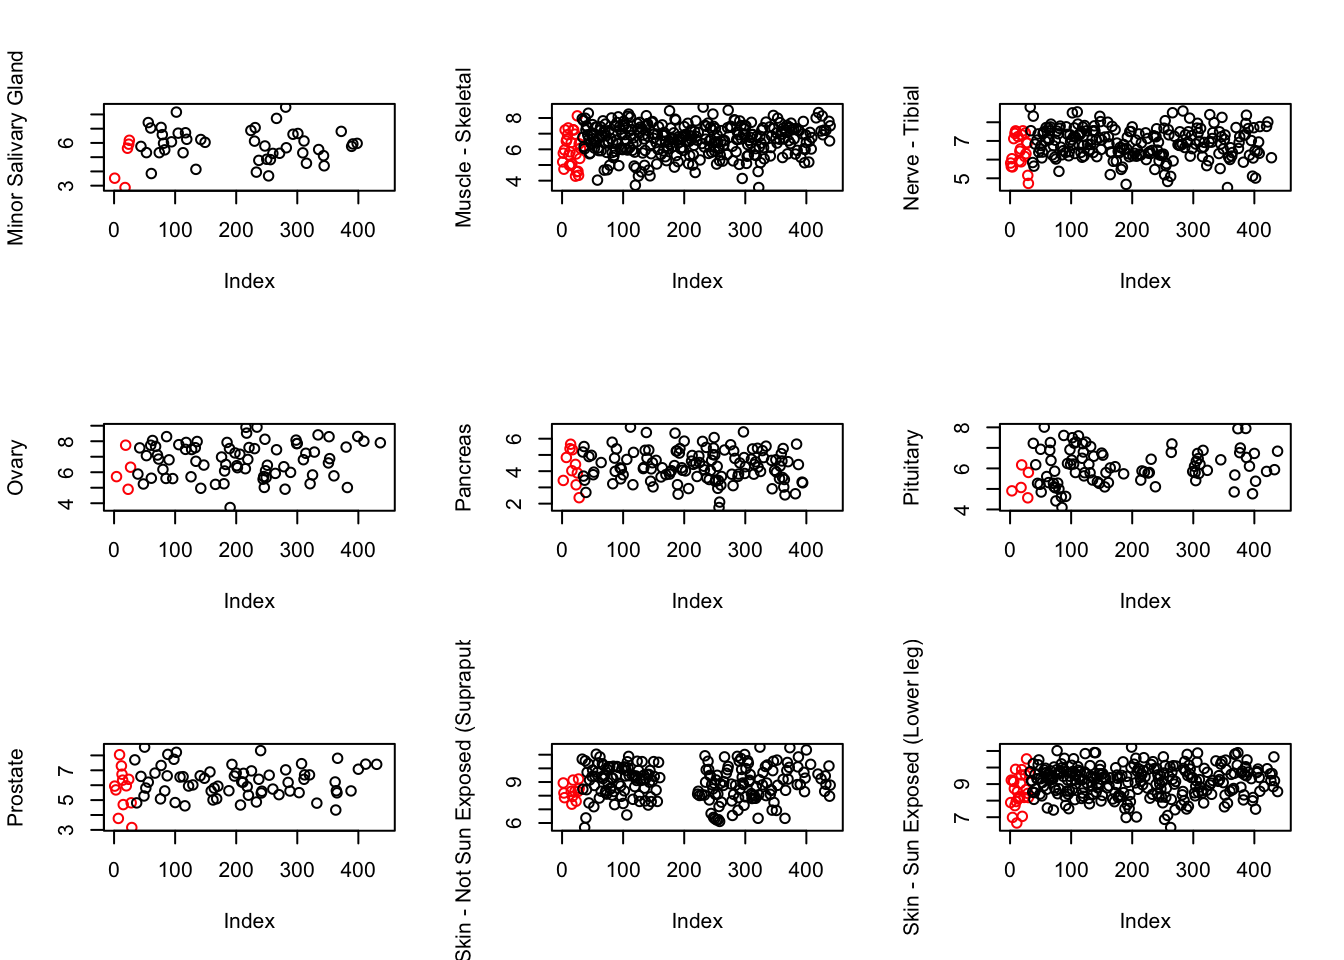 Minor Salivary Gland
3 6
0 100 200 300 400
Index
Muscle - Skeletal
4 6 8
0 100 200 300 400
Index
Nerve - Tibial
5 7
0 100 200 300 400
Index
Ovary
4 6 8
0 100 200 300 400
Index
Pancreas
2 4 6
0 100 200 300 400
Index
Pituitary
4 6 8
0 100 200 300 400
Index
Prostate
3 5 7
0 100 200 300 400
Index
Skin - Not Sun Exposed (Suprapub
6 9
0 100 200 300 400
Index
Skin - Sun Exposed (Lower leg)
7 9
0 100 200 300 400
Index